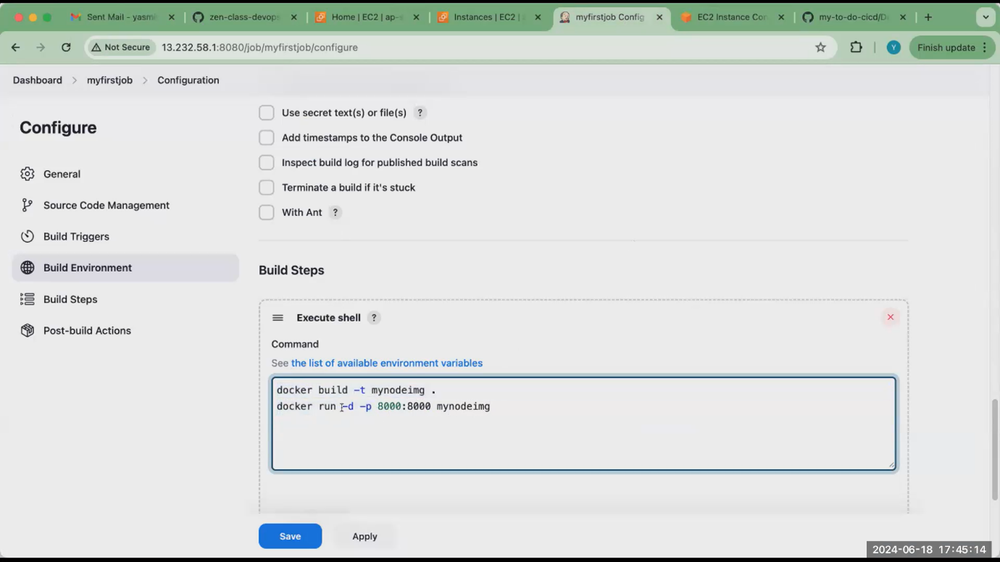 Sent Mail - yasmi
zen-class-devops
Home | EC2 | ap-s
Instances | EC2 |
myfirstjob Config
EC2 Instance Con
my-to-do-cicd/D
Not Secure
13.232.58.1:8080/job/myfirstjob/configure
Y
Finish update
Dashboard > myfirstjob > Configuration
Configure
General
Source Code Management
Build Triggers
Build Environment
Build Steps
Post-build Actions
Use secret text(s) or file(s) ?
Add timestamps to the Console Output
Inspect build log for published build scans
Terminate a build if it's stuck
With Ant ?
Build Steps
Execute shell ?
Command
See the list of available environment variables
docker build -t mynodeimg .
docker run -d -p 8000:8000 mynodeimg
Save
Apply
2024-06-18 17:45:14